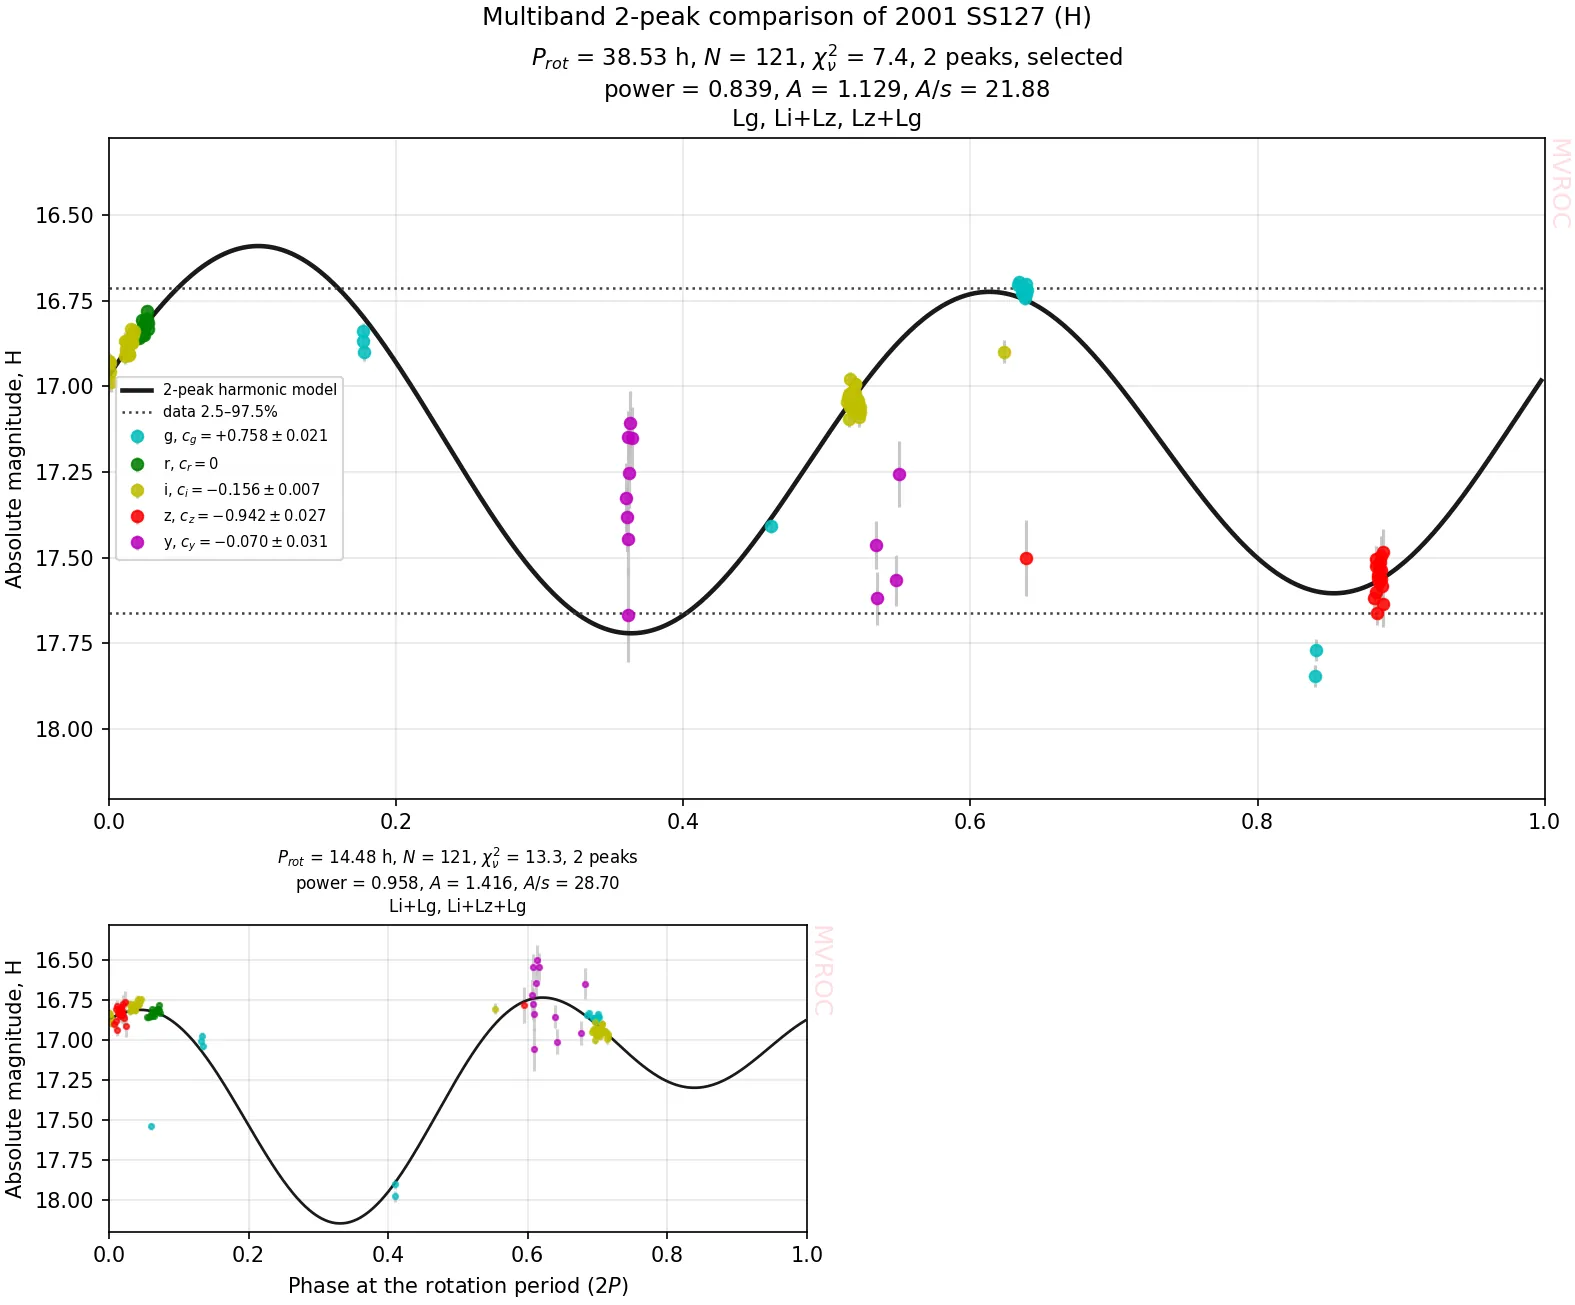 Multiband 2-peak comparison of 2001 SS127 (H)
P_rot = 38.53 h, N = 121, χ²_ν = 7.4, 2 peaks, selected
power = 0.839, A = 1.129, A/s = 21.88
Lg, Li+Lz, Lz+Lg
MVROC
Absolute magnitude, H
16.50
16.75
17.00
17.25
17.50
17.75
18.00
2-peak harmonic model
data 2.5–97.5%
g, c_g = +0.758 ± 0.021
r, c_r = 0
i, c_i = −0.156 ± 0.007
z, c_z = −0.942 ± 0.027
y, c_y = −0.070 ± 0.031
0.0 0.2 0.4 0.6 0.8 1.0
P_rot = 14.48 h, N = 121, χ²_ν = 13.3, 2 peaks
power = 0.958, A = 1.416, A/s = 28.70
Li+Lg, Li+Lz+Lg
MVROC
Absolute magnitude, H
16.50
16.75
17.00
17.25
17.50
17.75
18.00
0.0 0.2 0.4 0.6 0.8 1.0
Phase at the rotation period (2P)